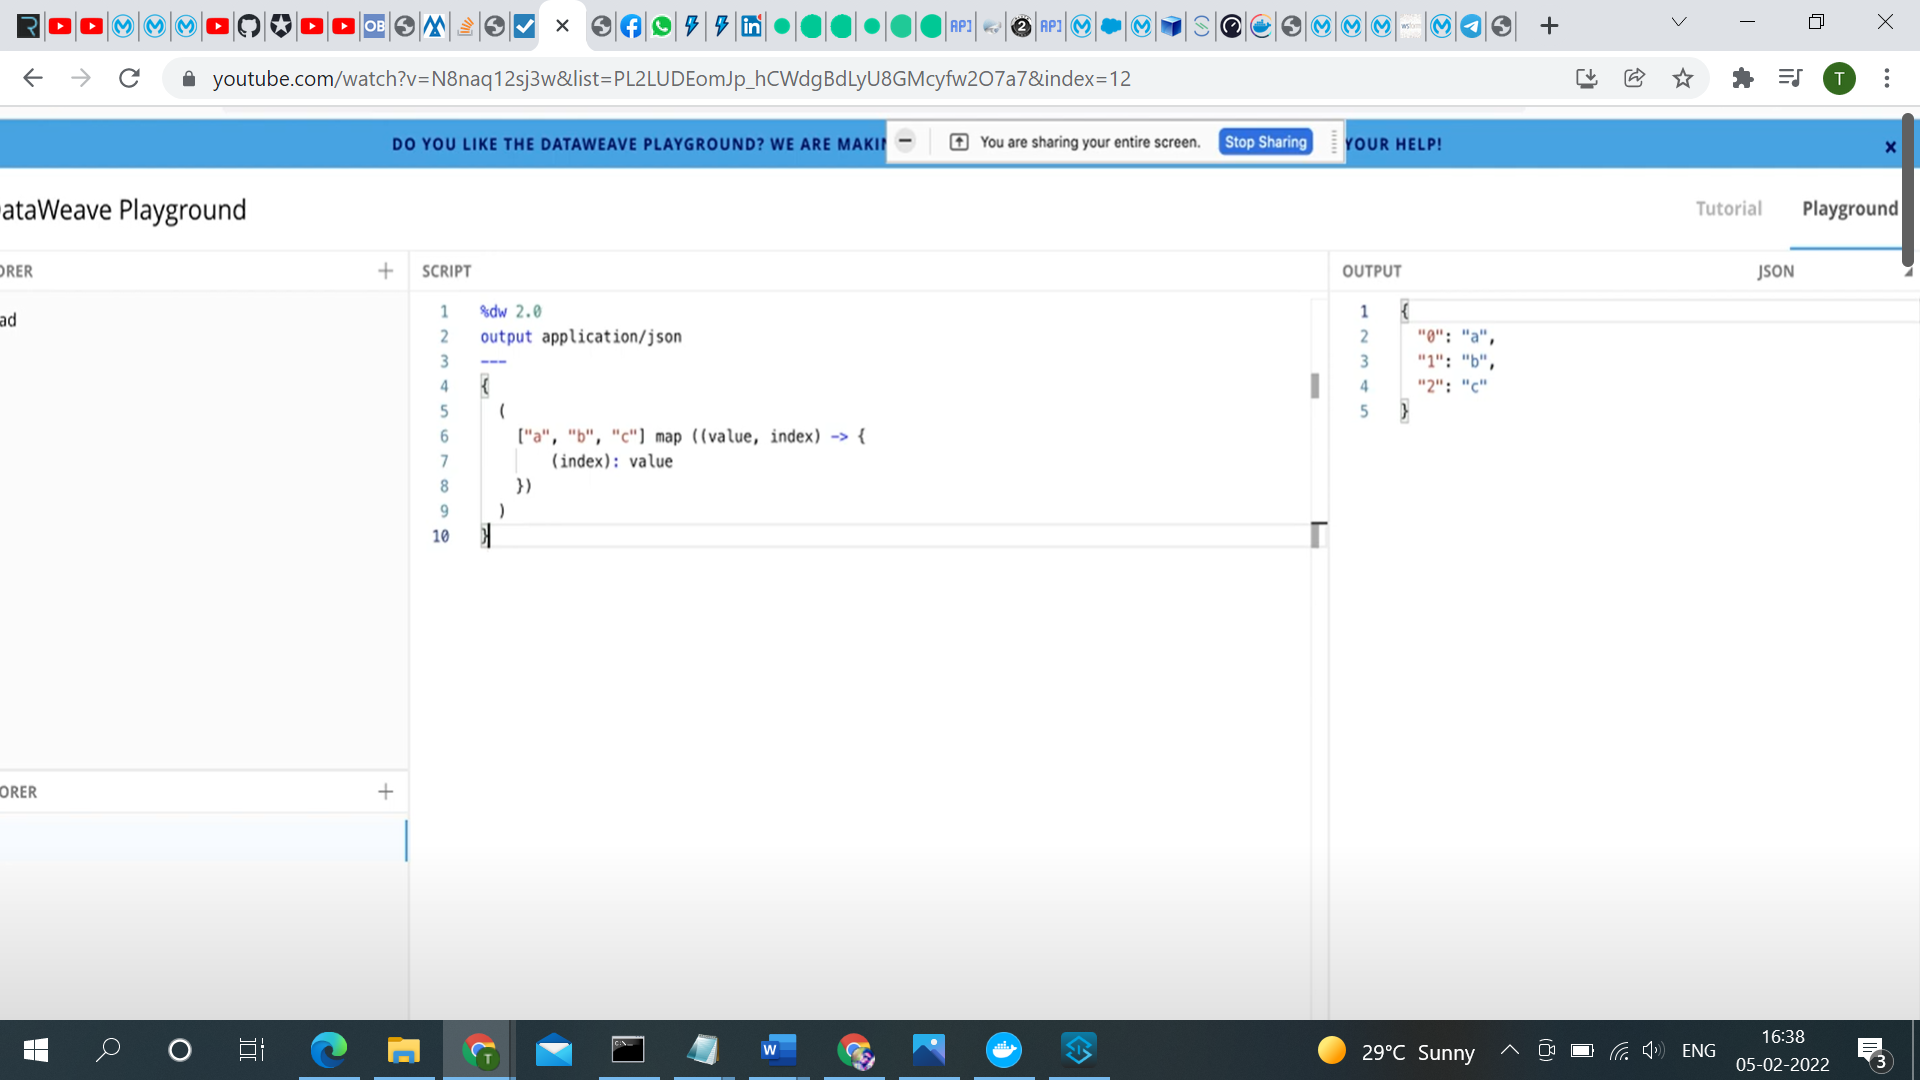 youtube.com/watch?v=N8naq12sj3w&list=PL2LUDEomJp_hCWdgBdLyU8GMcyfw2O7a7&index=12
T
DO YOU LIKE THE DATAWEAVE PLAYGROUND? WE ARE MAKIN
You are sharing your entire screen.
Stop Sharing
YOUR HELP!
ataWeave Playground
Tutorial
Playground
ORER
SCRIPT
OUTPUT
JSON
ad
1 %dw 2.0
2 output application/json
3 ---
4 {
5 (
6 ["a", "b", "c"] map ((value, index) -> {
7 (index): value
8 })
9 )
10 }
1 {
2 "0": "a",
3 "1": "b",
4 "2": "c"
5 }
ORER
29°C Sunny
ENG
16:38
05-02-2022
3